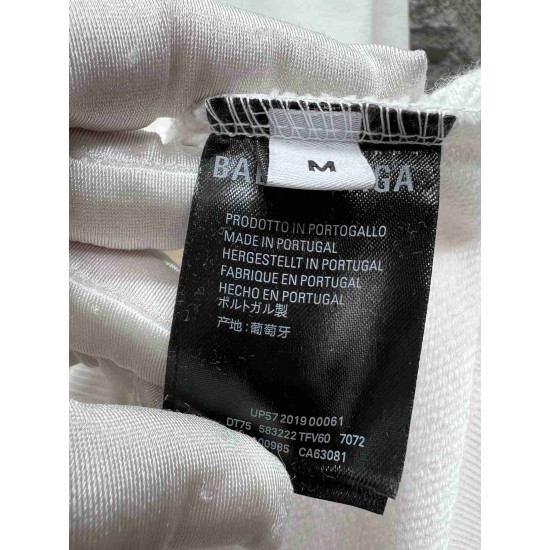 M
PRODOTTO IN PORTOGALLO
MADE IN PORTUGAL
HERGESTELLT IN PORTUGAL
FABRIQUE EN PORTUGAL
HECHO EN PORTUGAL
ポルトガル製
产地:葡萄牙
UP57 2019 00061
DT75 583222 TFV60 7072
CA63081